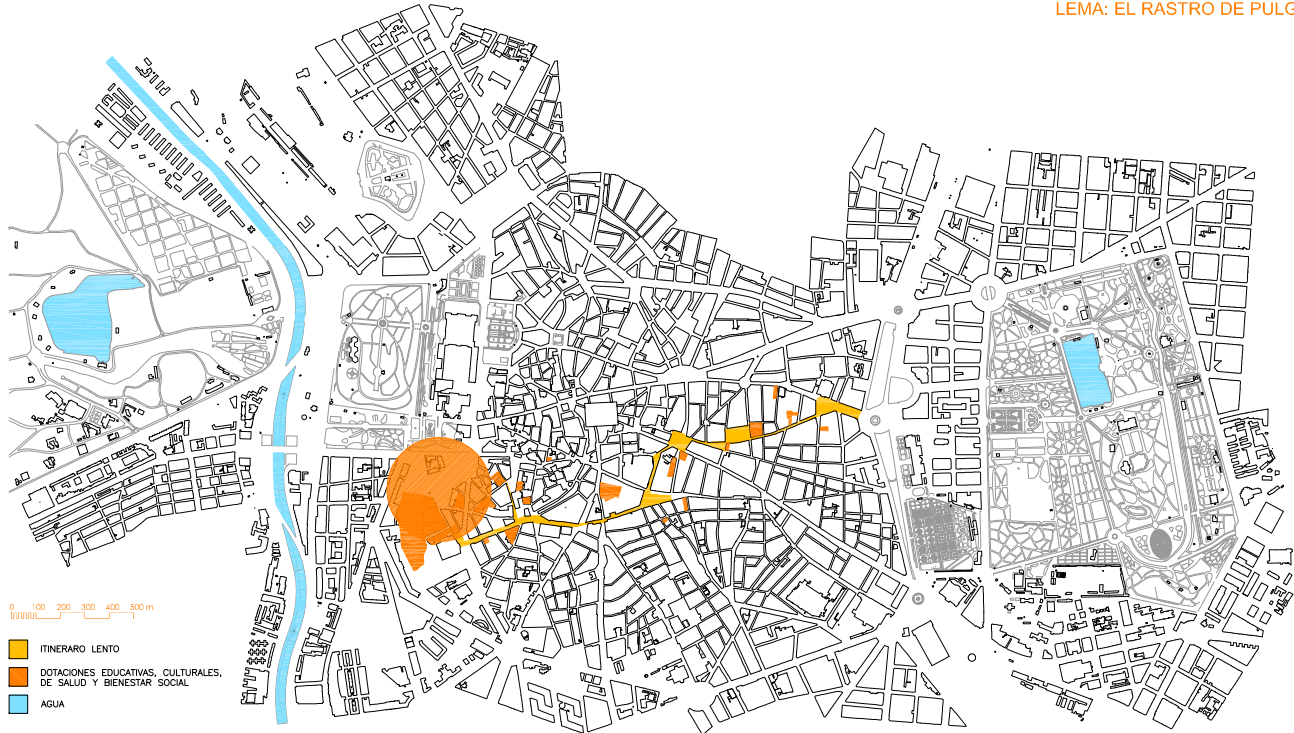 LEMA: EL RASTRO DE PULG
0 100 200 300 400 500 m
ITINERARO LENTO
DOTACIONES EDUCATIVAS, CULTURALES,
DE SALUD Y BIENESTAR SOCIAL
AGUA